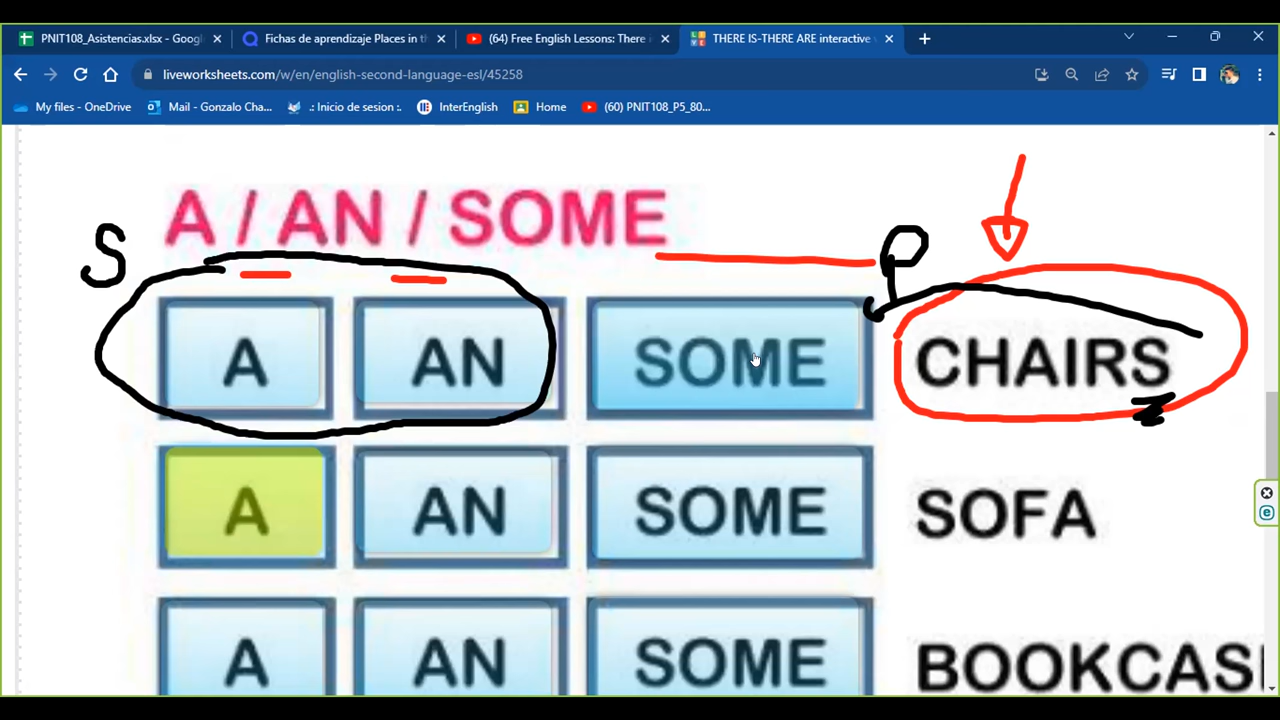 PNIT108_Asistencias.xlsx - Googl
Fichas de aprendizaje Places in th
(64) Free English Lessons: There i
THERE IS-THERE ARE interactive w
liveworksheets.com/w/en/english-second-language-esl/45258
My files - OneDrive
Mail - Gonzalo Cha...
.: Inicio de sesion :.
InterEnglish
Home
(60) PNIT108_P5_80...
A / AN / SOME
S
P
A AN SOME CHAIRS
A AN SOME SOFA
A AN SOME BOOKCASE